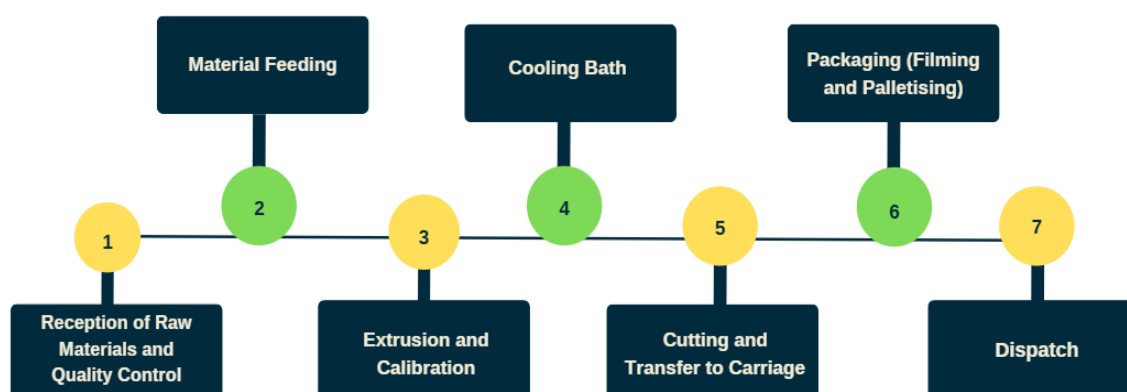 1
Reception of Raw
Materials and
Quality Control
2
Material Feeding
3
Extrusion and
Calibration
4
Cooling Bath
5
Cutting and
Transfer to Carriage
6
Packaging (Filming
and Palletising)
7
Dispatch